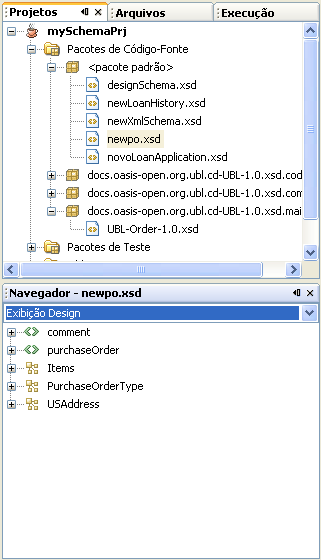 Projetos Arquivos Execução
mySchemaPrj
Pacotes de Código-Fonte
<pacote padrão>
designSchema.xsd
newLoanHistory.xsd
newXmlSchema.xsd
newpo.xsd
novoLoanApplication.xsd
docs.oasis-open.org.ubl.cd-UBL-1.0.xsd.cod
docs.oasis-open.org.ubl.cd-UBL-1.0.xsd.com
docs.oasis-open.org.ubl.cd-UBL-1.0.xsd.mai
UBL-Order-1.0.xsd
Pacotes de Teste
Navegador - newpo.xsd
Exibição Design
comment
purchaseOrder
Items
PurchaseOrderType
USAddress